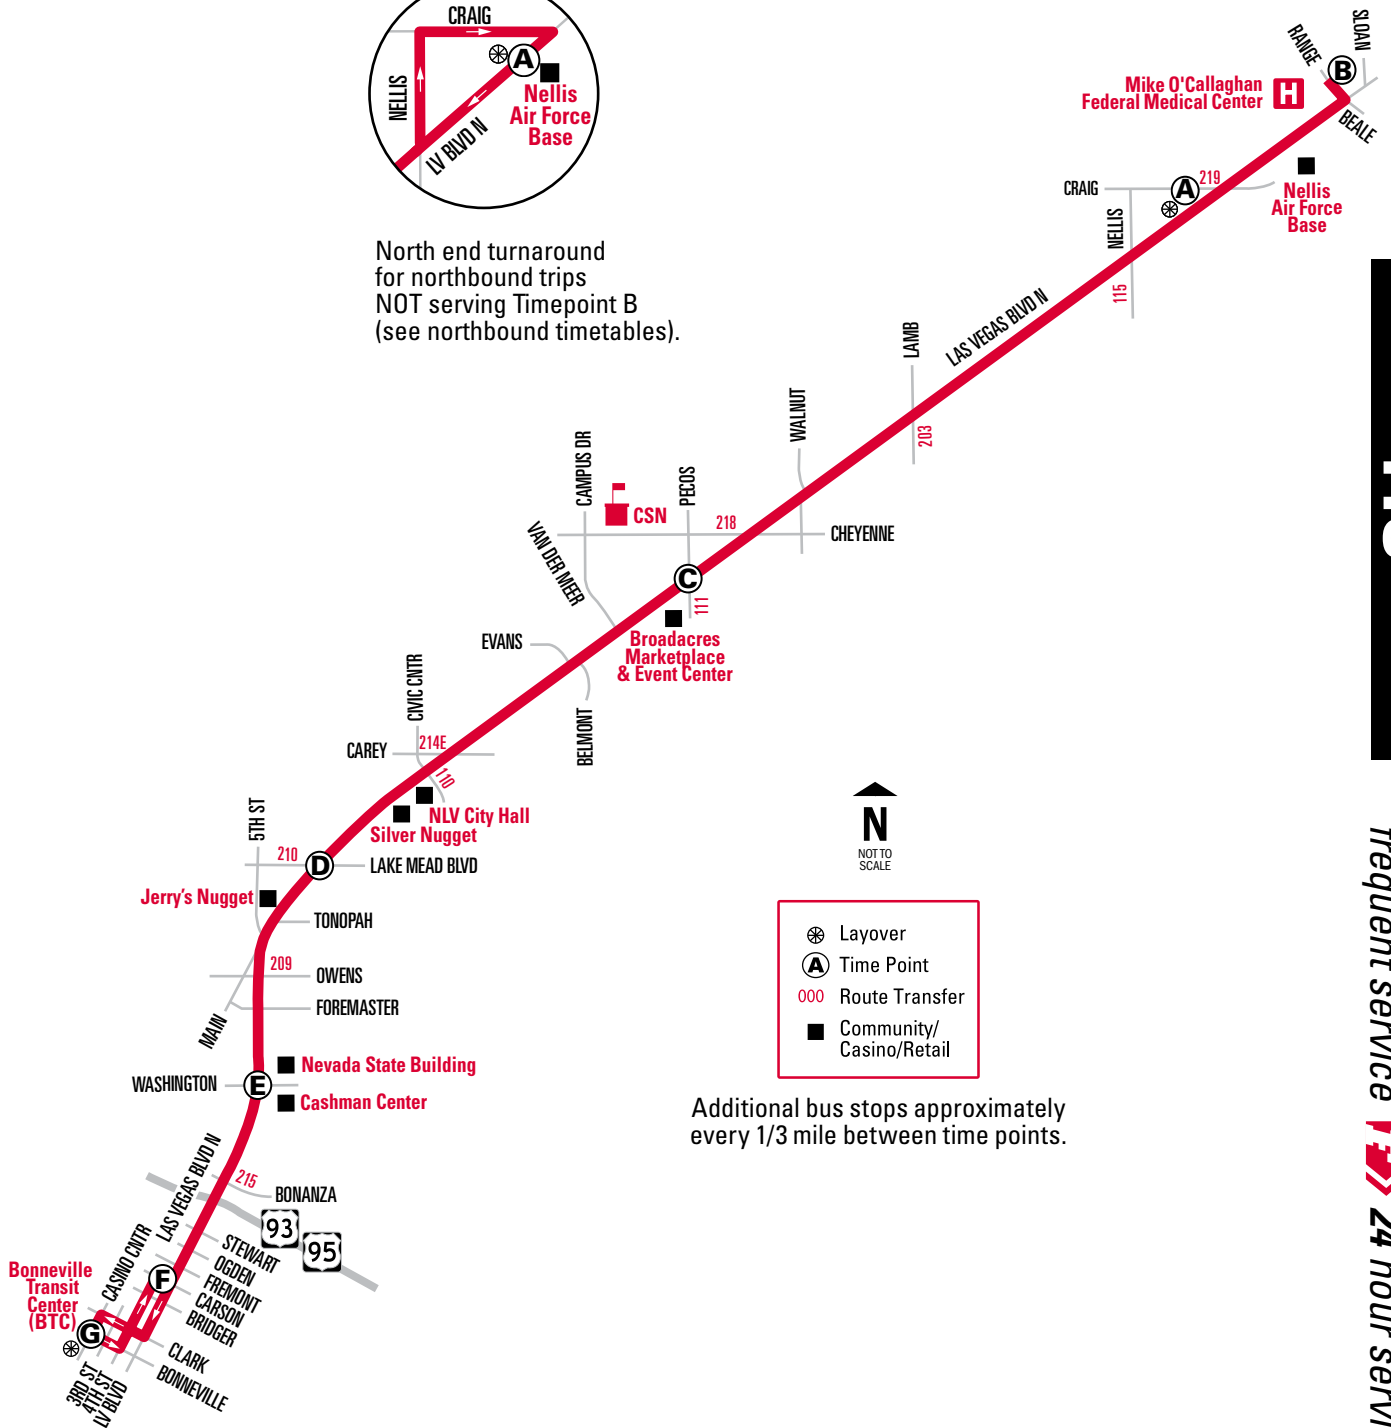 CRAIG
NELLIS
LV BLVD N
A
Nellis
Air Force
Base
North end turnaround
for northbound trips
NOT serving Timepoint B
(see northbound timetables).
SLOAN
RANGE
B
Mike O'Callaghan
Federal Medical Center
H
BEALE
CRAIG
A
219
Nellis
Air Force
Base
NELLIS
115
LAS VEGAS BLVD N
LAMB
203
WALNUT
CAMPUS DR
PECOS
CSN
218
CHEYENNE
VAN DER MEER
C
111
Broadacres
Marketplace
& Event Center
EVANS
BELMONT
CIVIC CNTR
CAREY
214E
110
NLV City Hall
Silver Nugget
5TH ST
210
D
LAKE MEAD BLVD
Jerry's Nugget
TONOPAH
209
OWENS
FOREMASTER
MAIN
Nevada State Building
WASHINGTON
E
Cashman Center
LAS VEGAS BLVD N
215
BONANZA
93
95
CASINO CNTR
STEWART
OGDEN
FREMONT
CARSON
BRIDGER
F
Bonneville
Transit
Center
(BTC)
G
CLARK
BONNEVILLE
3RD ST
4TH ST
LV BLVD
N
NOT TO
SCALE
Layover
A Time Point
000 Route Transfer
Community/
Casino/Retail
Additional bus stops approximately
every 1/3 mile between time points.
frequent service 24 hour servi